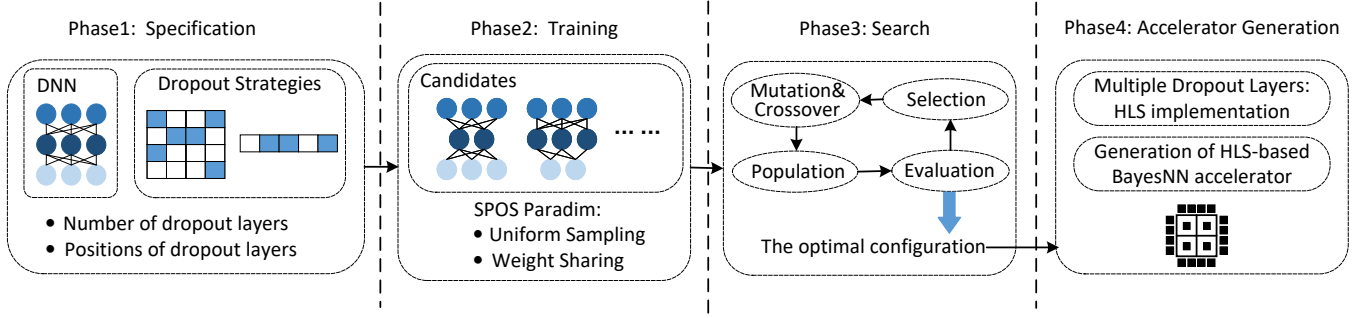 Phase1: Specification
DNN
Dropout Strategies
• Number of dropout layers
• Positions of dropout layers
Phase2: Training
Candidates
... ...
SPOS Paradim:
• Uniform Sampling
• Weight Sharing
Phase3: Search
Mutation&
Crossover
Selection
Population
Evaluation
The optimal configuration
Phase4: Accelerator Generation
Multiple Dropout Layers:
HLS implementation
Generation of HLS-based
BayesNN accelerator